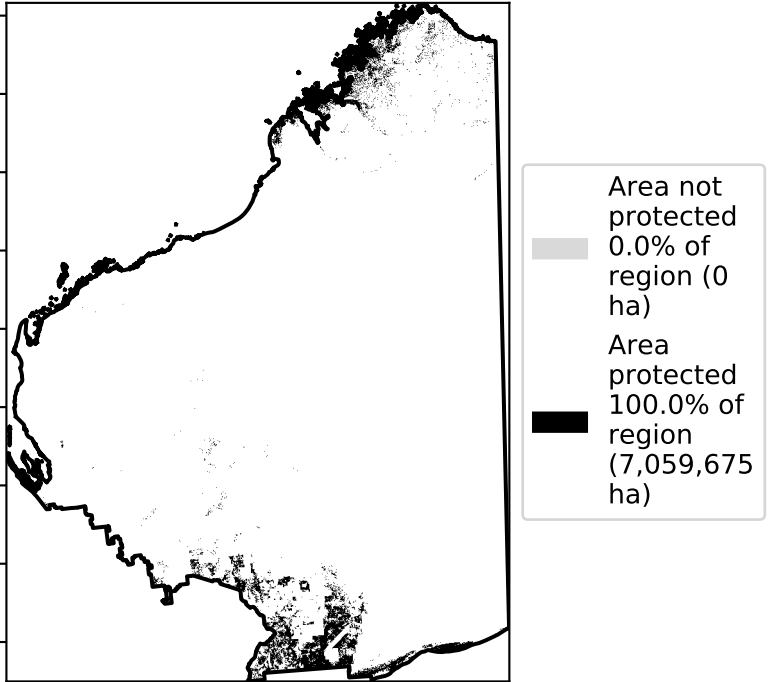 Area not
protected
0.0% of
region (0
ha)
Area
protected
100.0% of
region
(7,059,675
ha)